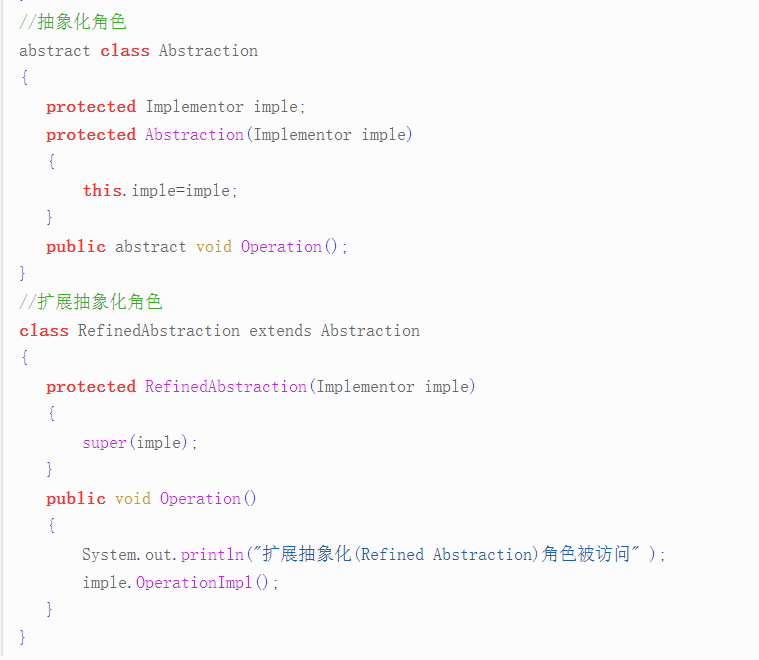 //抽象化角色
abstract class Abstraction
{
   protected Implementor imple;
   protected Abstraction(Implementor imple)
   {
       this.imple=imple;
   }
   public abstract void Operation();
}
//扩展抽象化角色
class RefinedAbstraction extends Abstraction
{
   protected RefinedAbstraction(Implementor imple)
   {
       super(imple);
   }
   public void Operation()
   {
       System.out.println("扩展抽象化(Refined Abstraction)角色被访问" );
       imple.OperationImpl();
   }
}